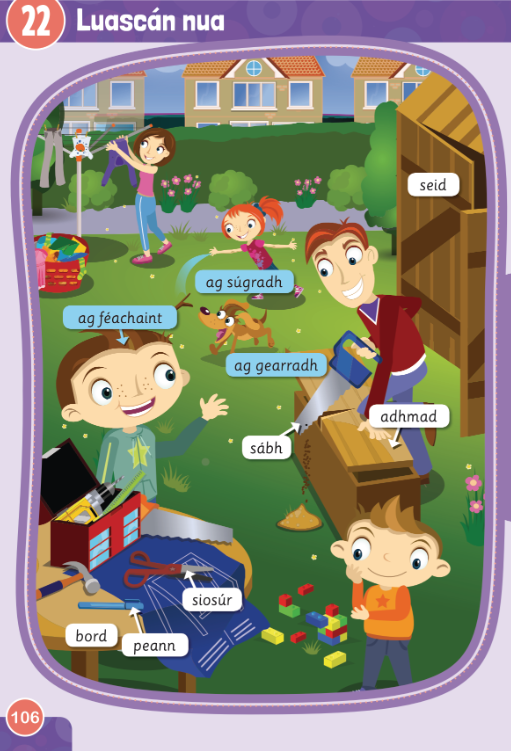 22 Luascán nua
seid
ag súgradh
ag féachaint
ag gearradh
adhmad
sábh
siosúr
bord
peann
106